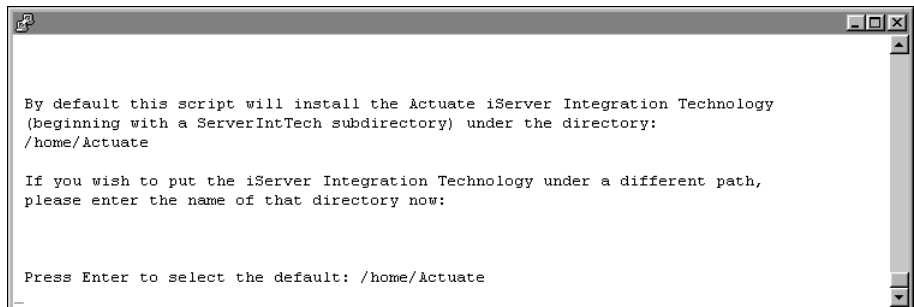 By default this script will install the Actuate iServer Integration Technology
(beginning with a ServerIntTech subdirectory) under the directory:
/home/Actuate
If you wish to put the iServer Integration Technology under a different path,
please enter the name of that directory now:
Press Enter to select the default: /home/Actuate